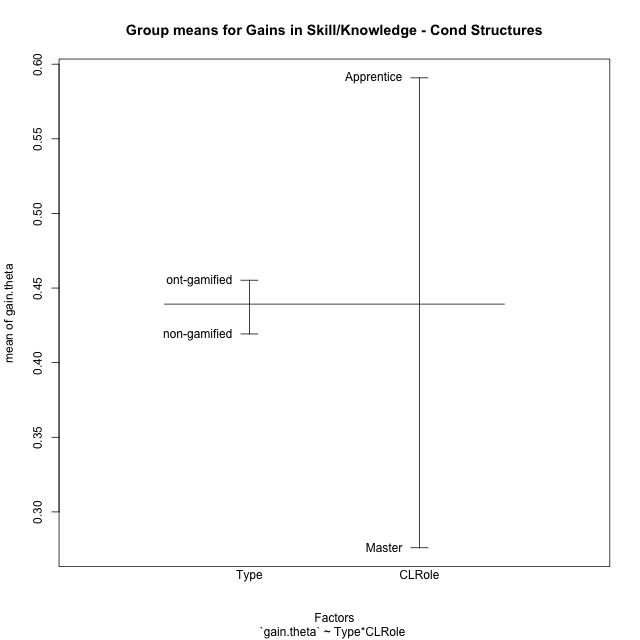 Group means for Gains in Skill/Knowledge - Cond Structures
0.60
0.55
0.50
0.45
0.40
0.35
0.30
mean of gain.theta
Apprentice
ont-gamified
non-gamified
Master
Type
CLRole
Factors
`gain.theta` ~ Type*CLRole